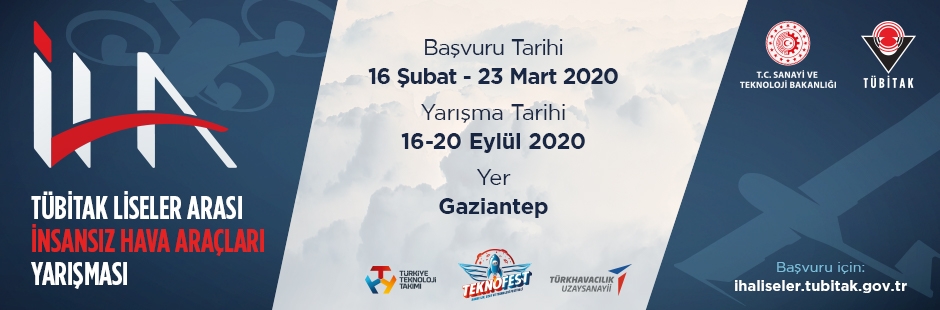 İHA
TÜBİTAK LİSELER ARASI
İNSANSIZ HAVA ARAÇLARI
YARIŞMASI
Başvuru Tarihi
16 Şubat - 23 Mart 2020
Yarışma Tarihi
16-20 Eylül 2020
Yer
Gaziantep
TÜRKİYE
TEKNOLOJİ
TAKIMI
TEKNOFEST
TÜRKHAVACILIK
UZAYSANAYİİ
T.C. SANAYİ VE
TEKNOLOJİ BAKANLIĞI
TÜBİTAK
Başvuru için:
ihaliseler.tubitak.gov.tr